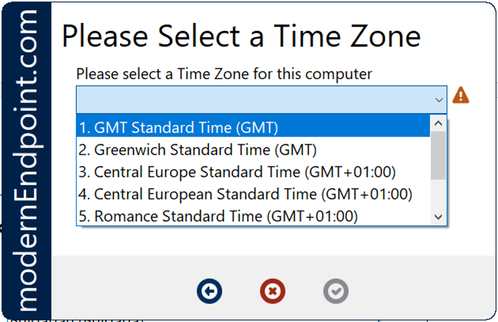 modernEndpoint.com
Please Select a Time Zone
Please select a Time Zone for this computer
1. GMT Standard Time (GMT)
2. Greenwich Standard Time (GMT)
3. Central Europe Standard Time (GMT+01:00)
4. Central European Standard Time (GMT+01:00)
5. Romance Standard Time (GMT+01:00)